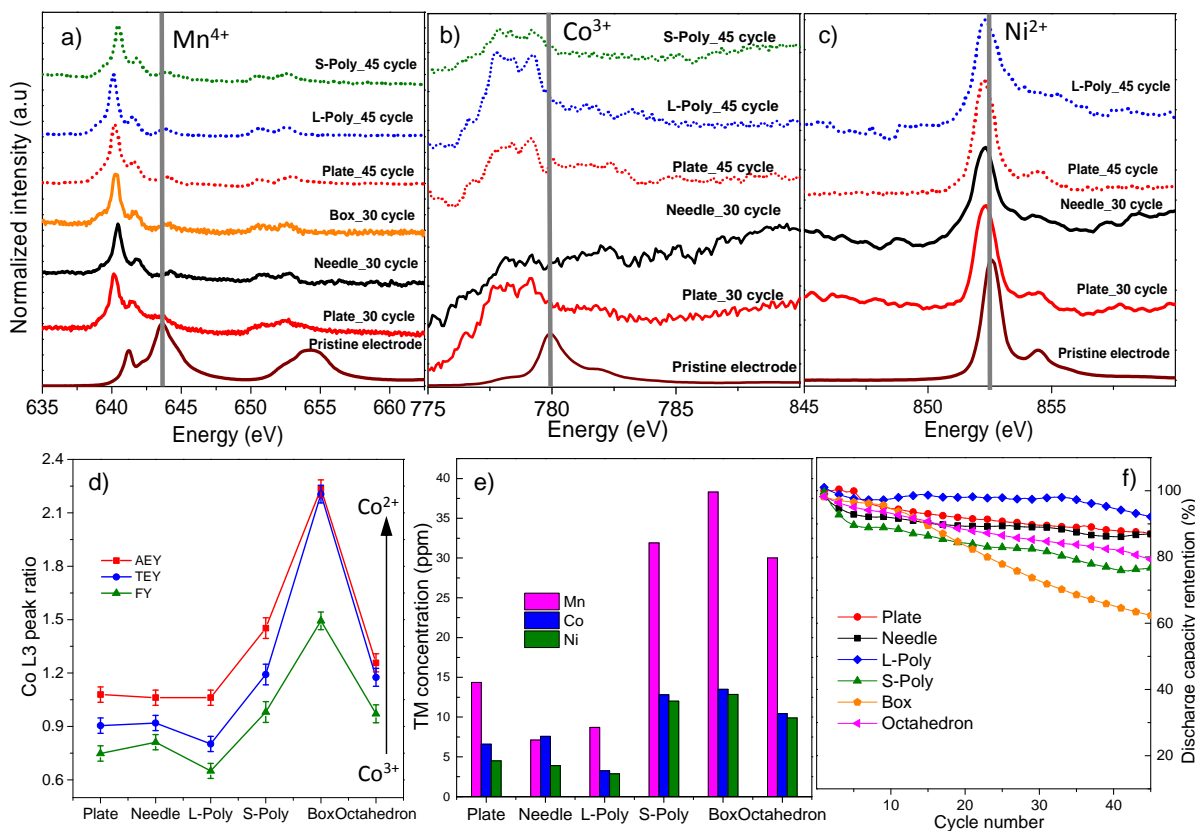 a)
Mn4+
S-Poly_45 cycle
L-Poly_45 cycle
Plate_45 cycle
Box_30 cycle
Needle_30 cycle
Plate_30 cycle
Pristine electrode
Normalized intensity (a.u)
635 640 645 650 655 660
Energy (eV)
b)
Co3+
S-Poly_45 cycle
L-Poly_45 cycle
Plate_45 cycle
Needle_30 cycle
Plate_30 cycle
Pristine electrode
775 780 785
Energy (eV)
c)
Ni2+
L-Poly_45 cycle
Plate_45 cycle
Needle_30 cycle
Plate_30 cycle
Pristine electrode
845 852 855
Energy (eV)
d)
Co2+
Co3+
AEY
TEY
FY
Co L3 peak ratio
2.4
2.1
1.8
1.5
1.2
0.9
0.6
Plate Needle L-Poly S-Poly Box Octahedron
e)
Mn
Co
Ni
TM concentration (ppm)
40
35
30
25
20
15
10
5
0
Plate Needle L-Poly S-Poly Box Octahedron
f)
Plate
Needle
L-Poly
S-Poly
Box
Octahedron
100
80
60
40
20
Discharge capacity rentention (%)
10 20 30 40
Cycle number